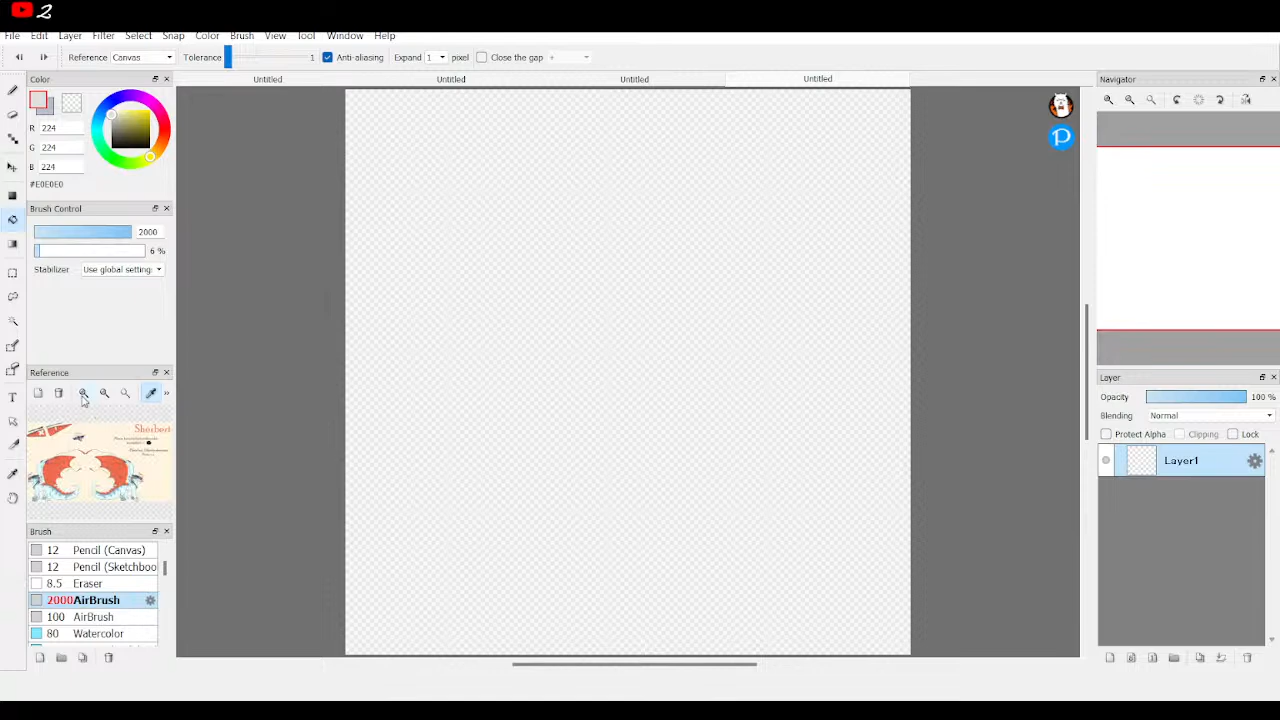 2
File Edit Layer Filter Select Snap Color Brush View Tool Window Help
Reference Canvas Tolerance 1 Anti-aliasing Expand 1 pixel Close the gap
Untitled Untitled Untitled Untitled
Color
R 224
G 224
B 224
#E0E0E0
Brush Control
2000
6 %
Stabilizer Use global setting
Reference
Sherbert
Brush
12 Pencil (Canvas)
12 Pencil (Sketchboo
8.5 Eraser
2000 AirBrush
100 AirBrush
80 Watercolor
P
Navigator
Layer
Opacity 100 %
Blending Normal
Protect Alpha Clipping Lock
Layer1